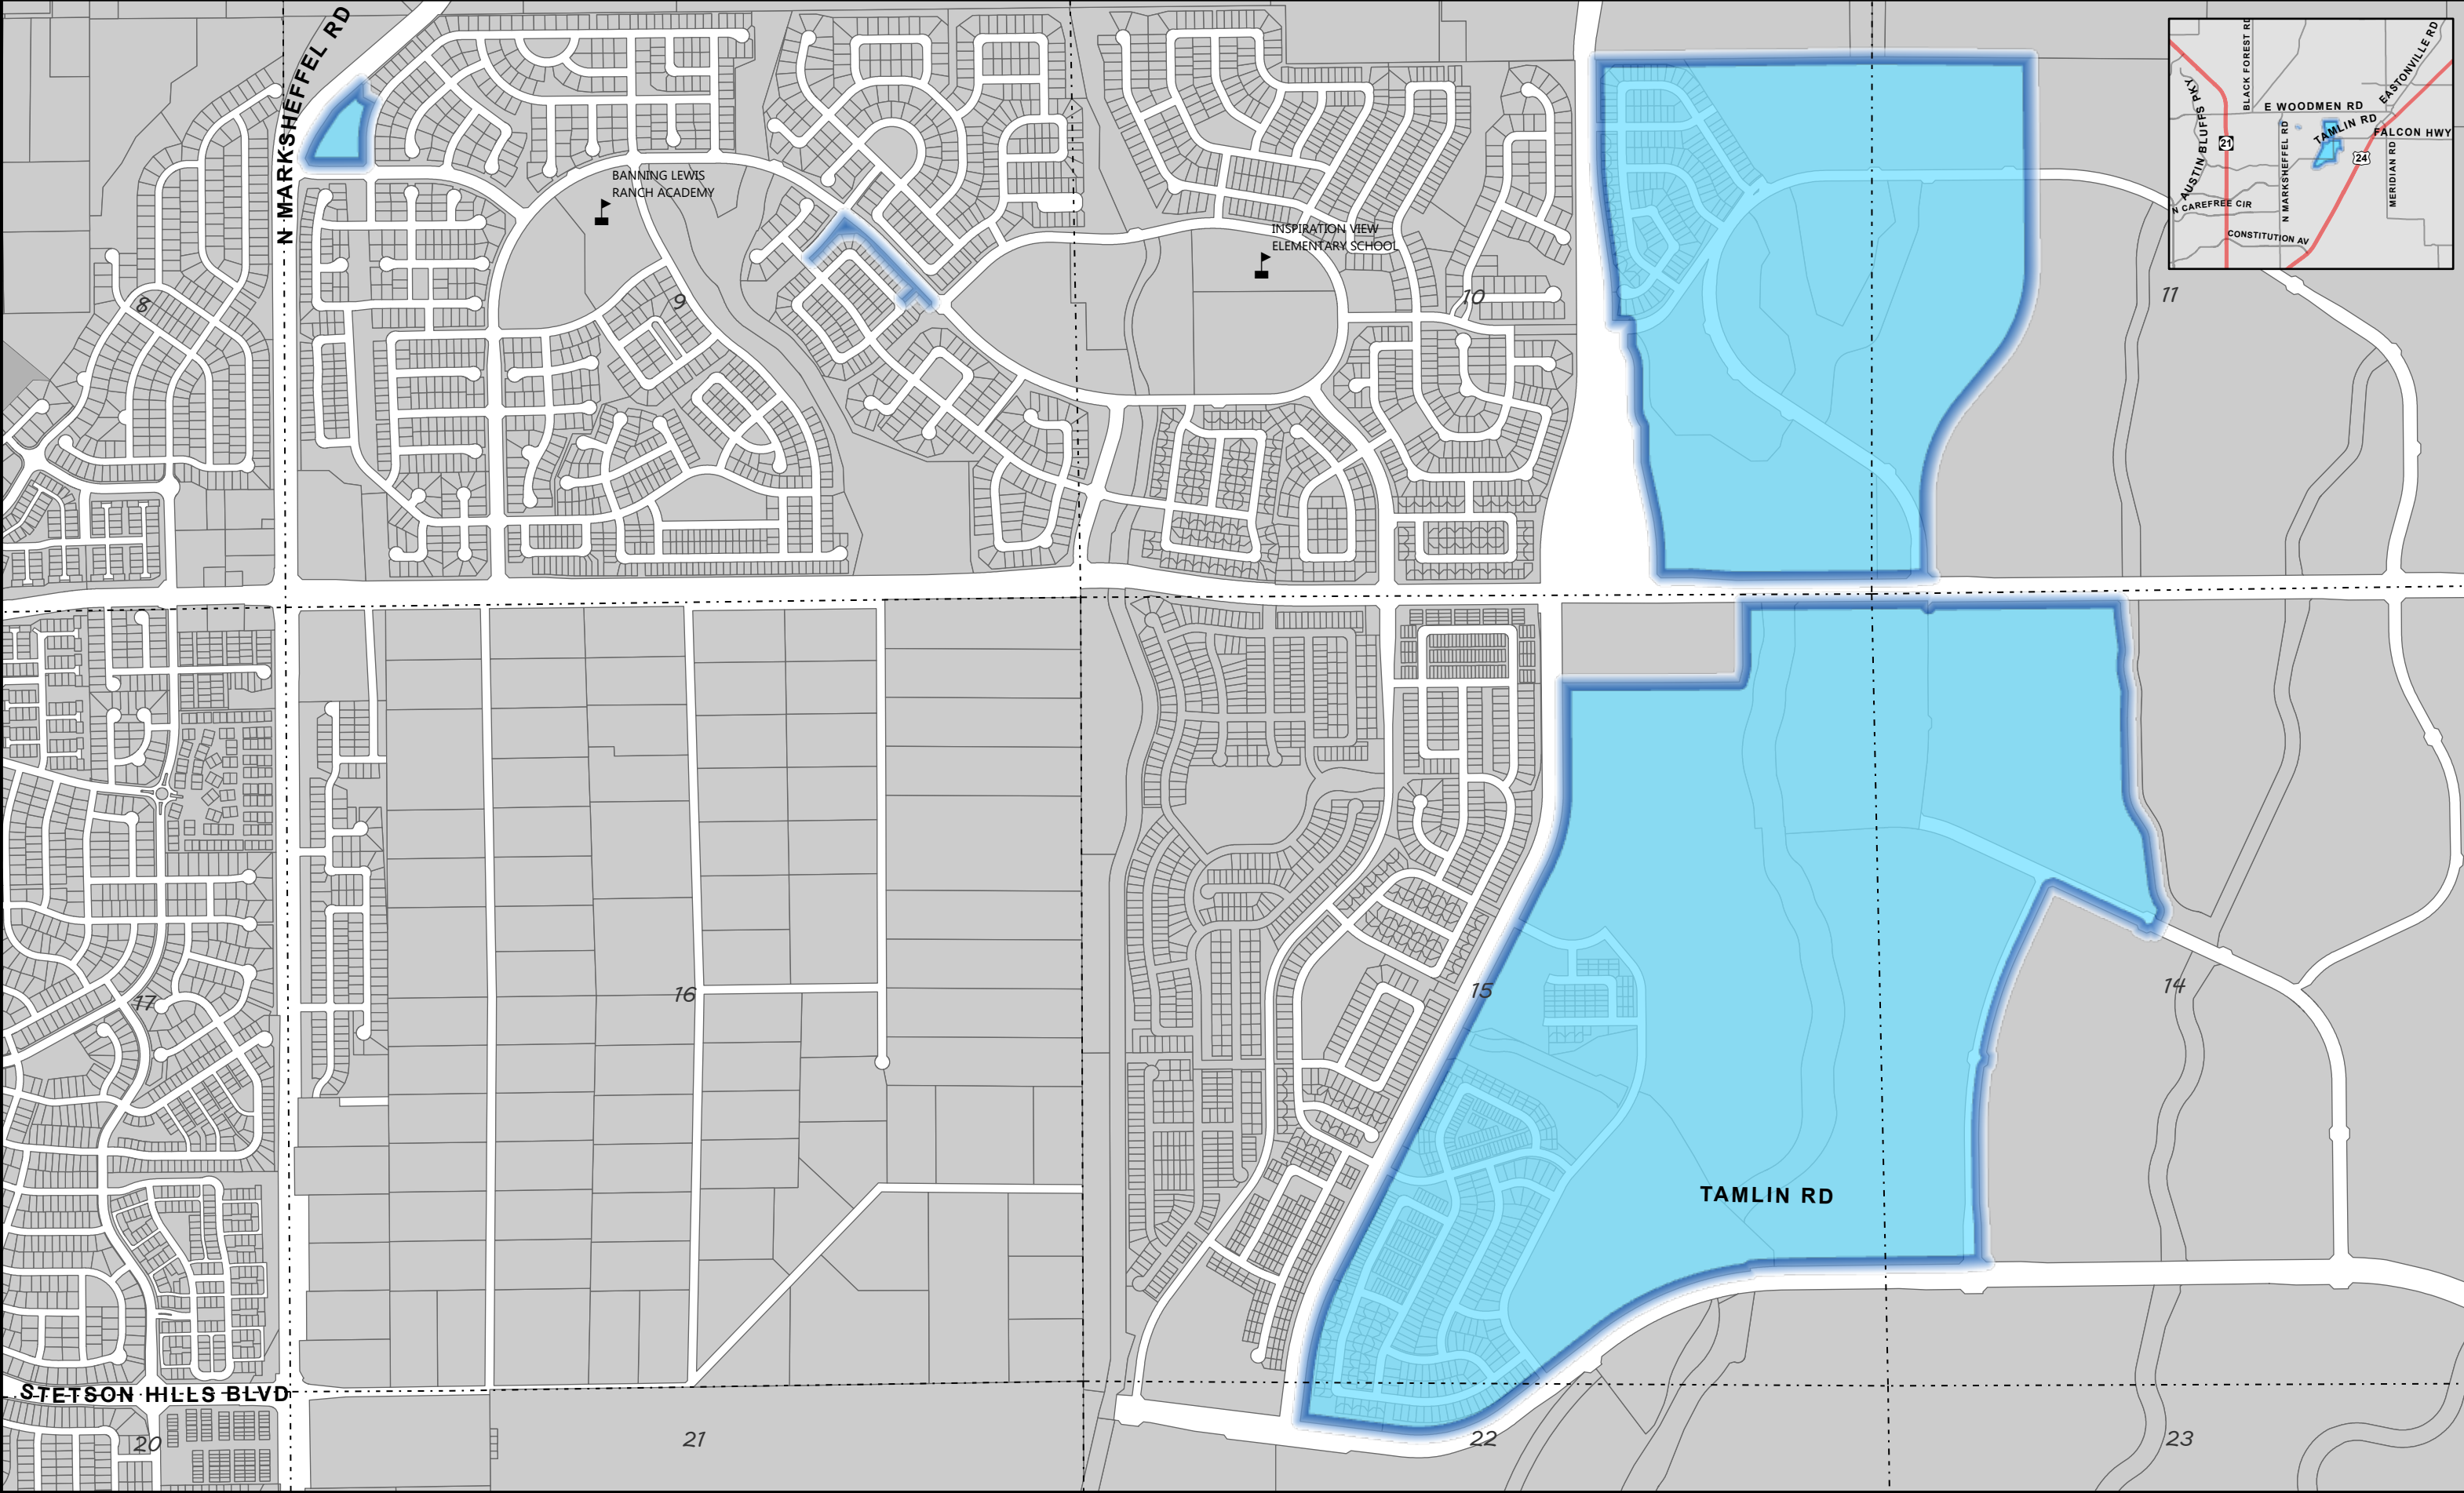 N MARKSHEFFEL RD
BANNING LEWIS
RANCH ACADEMY
INSPIRATION VIEW
ELEMENTARY SCHOOL
8
9
10
11
17
16
15
14
TAMLIN RD
STETSON HILLS BLVD
20
21
22
23
BLACK FOREST RD
EASTONVILLE RD
AUSTIN BLUFFS PKY
E WOODMEN RD
TAMLIN RD
FALCON HWY
21
24
N MARKSHEFFEL RD
MERIDIAN RD
N CAREFREE CIR
CONSTITUTION AV